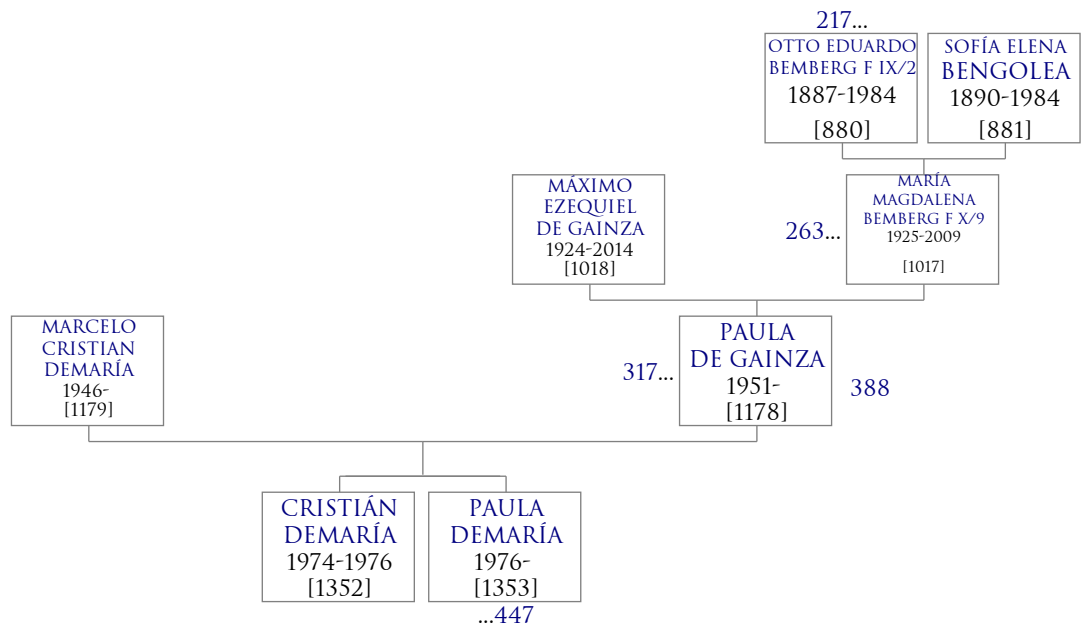 217...
OTTO EDUARDO
BEMBERG F IX/2
1887-1984
[880]
SOFÍA ELENA
BENGOLEA
1890-1984
[881]
MÁXIMO
EZEQUIEL
DE GAINZA
1924-2014
[1018]
263...
MARÍA
MAGDALENA
BEMBERG F X/9
1925-2009
[1017]
MARCELO
CRISTIAN
DEMARÍA
1946-
[1179]
317...
PAULA
DE GAINZA
1951-
[1178]
388
CRISTIÁN
DEMARÍA
1974-1976
[1352]
PAULA
DEMARÍA
1976-
[1353]
...447